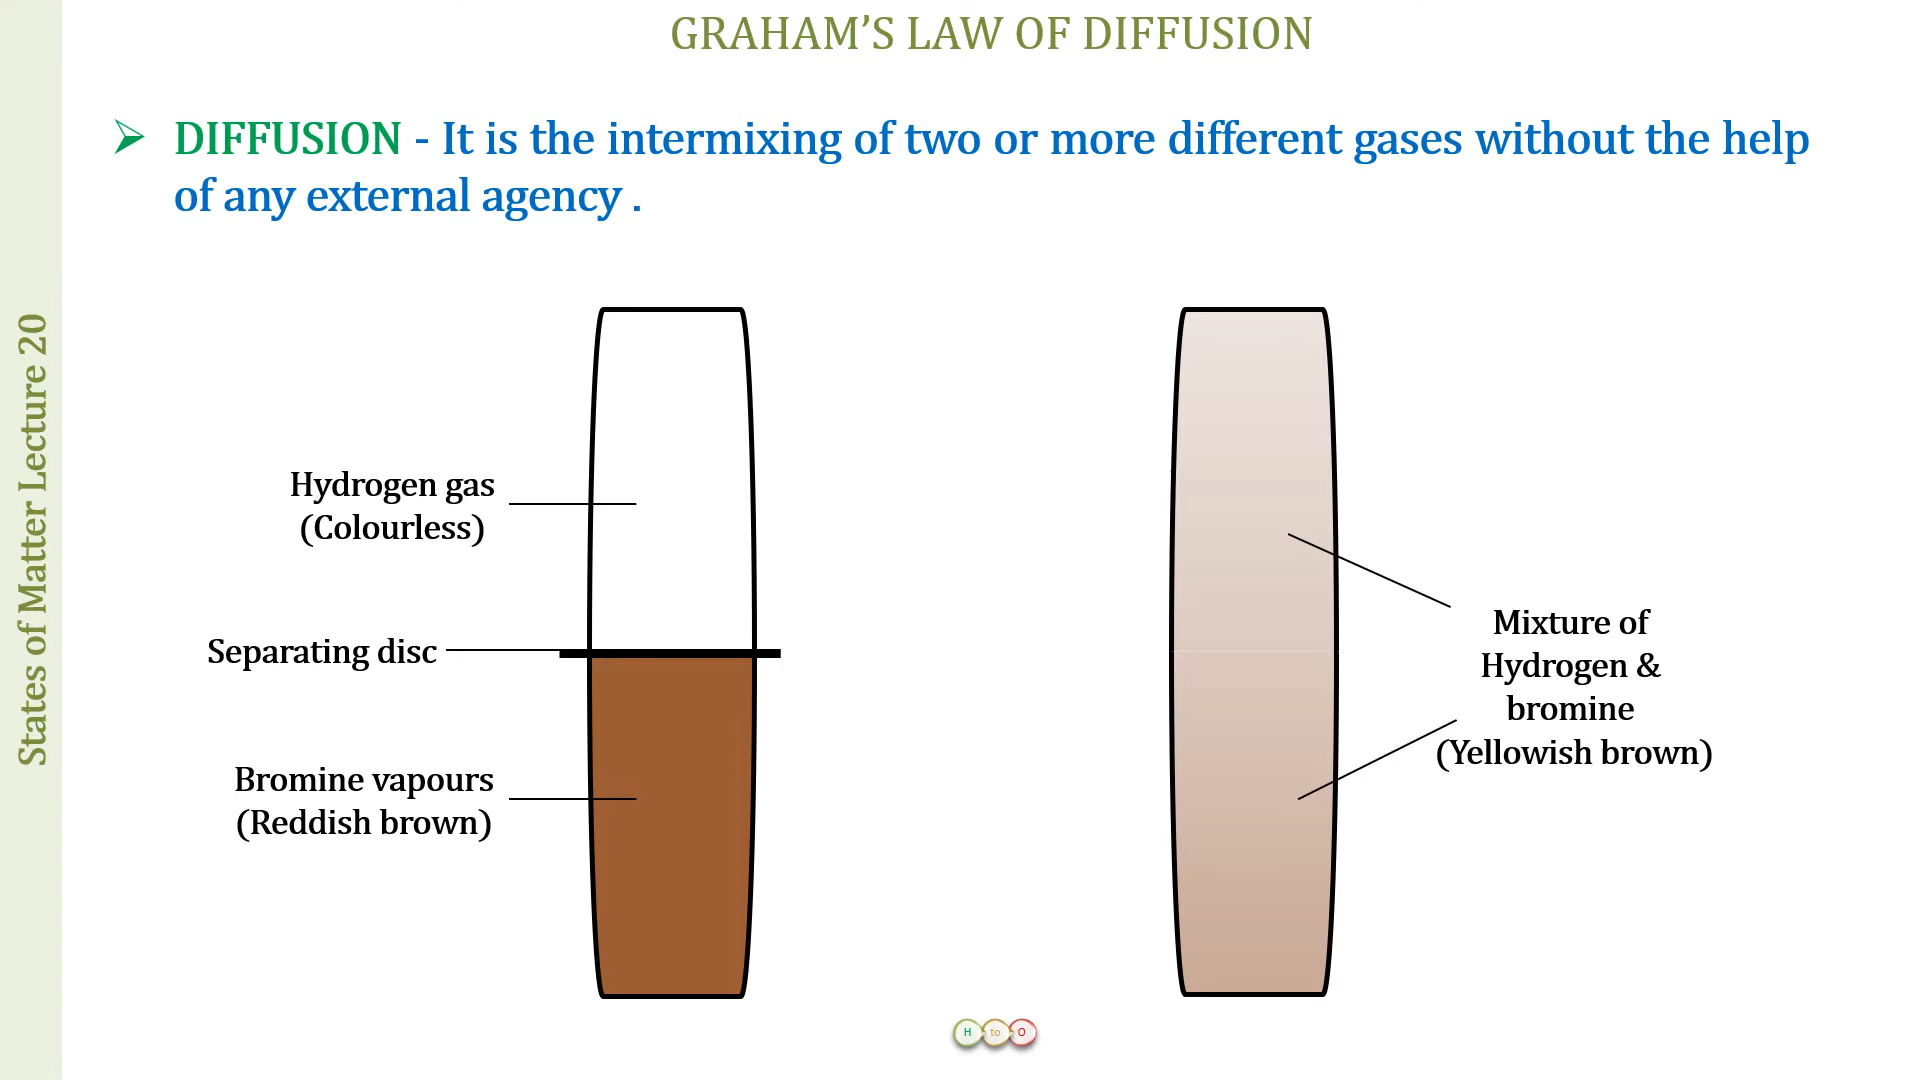 GRAHAM’S LAW OF DIFFUSION
DIFFUSION - It is the intermixing of two or more different gases without the help
of any external agency .
States of Matter Lecture 20
Hydrogen gas
(Colourless)
Separating disc
Bromine vapours
(Reddish brown)
Mixture of
Hydrogen &
bromine
(Yellowish brown)
H to O